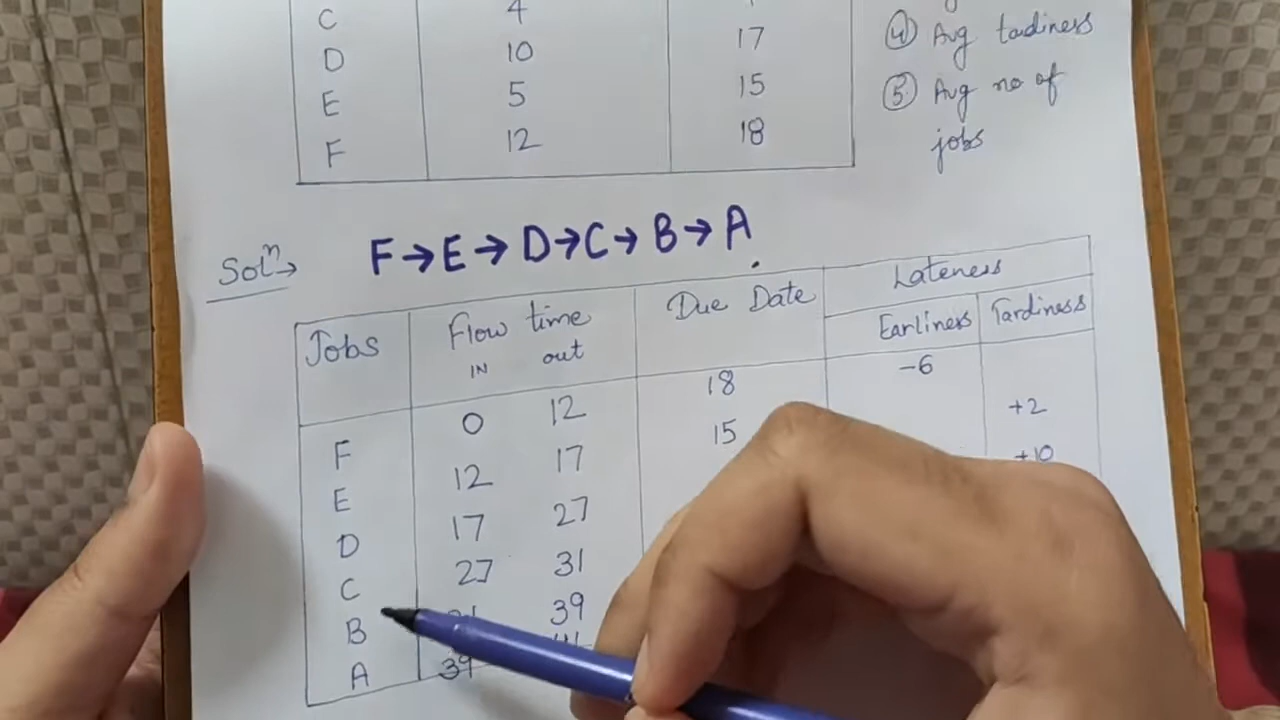 C 4
D 10 17
E 5 15
F 12 18
④ Avg tardiness
⑤ Avg no of
jobs
Solⁿ→ F→E→D→C→B→A
Jobs Flow time Due Date Lateness
IN out Earliness Tardiness
F 0 12 18 -6
E 12 17 15 +2
D 17 27 +10
C 27 31
B 39
A 39